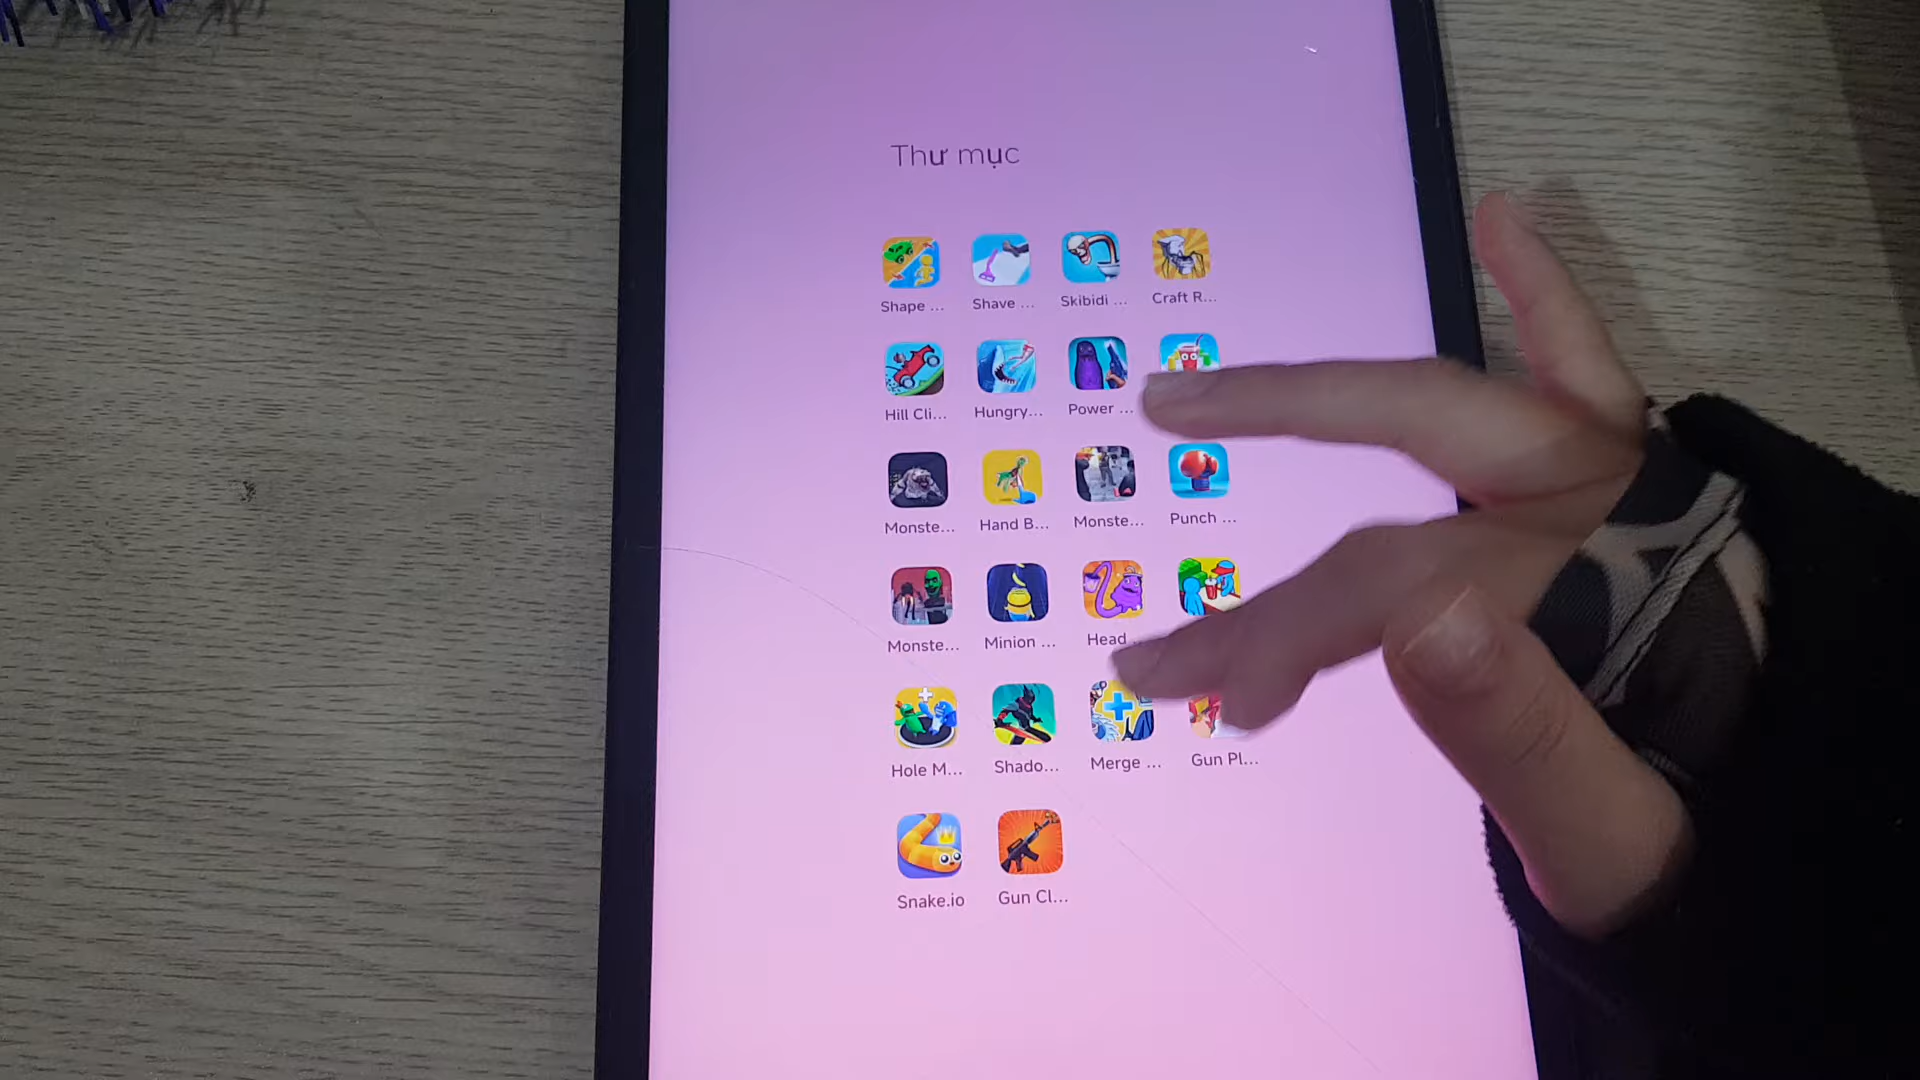 Thư mục
Shape ...
Shave ...
Skibidi ...
Craft R...
Hill Cli...
Hungry...
Power ...
Monste...
Hand B...
Monste...
Punch ...
Monste...
Minion ...
Head ...
Hole M...
Shado...
Merge ...
Gun Pl...
Snake.io
Gun Cl...